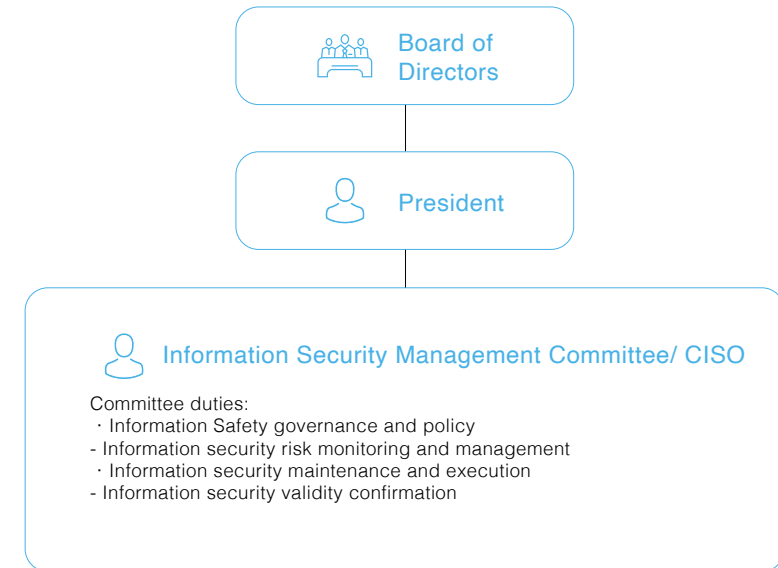 Board of
Directors
President
Information Security Management Committee/ CISO
Committee duties:
· Information Safety governance and policy
- Information security risk monitoring and management
· Information security maintenance and execution
- Information security validity confirmation